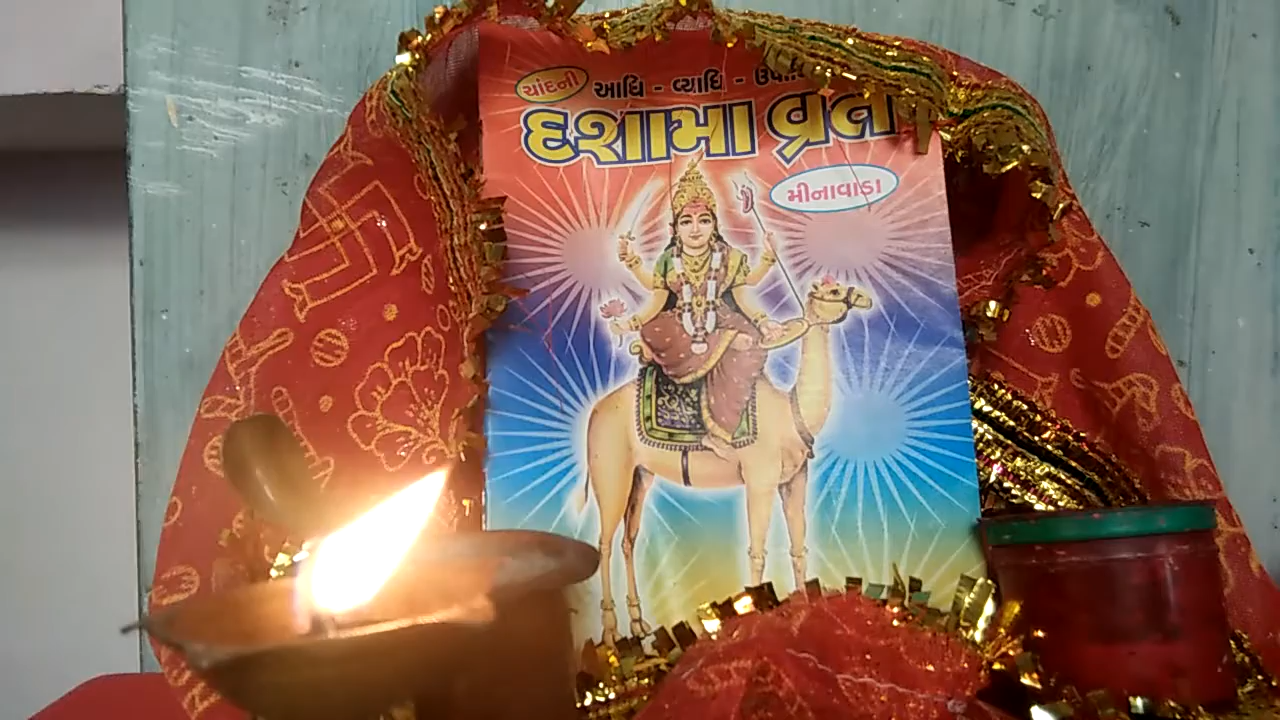 ચાંદની
આધિ - વ્યાધિ -
દશામા વ્રત
મીનાવાડા